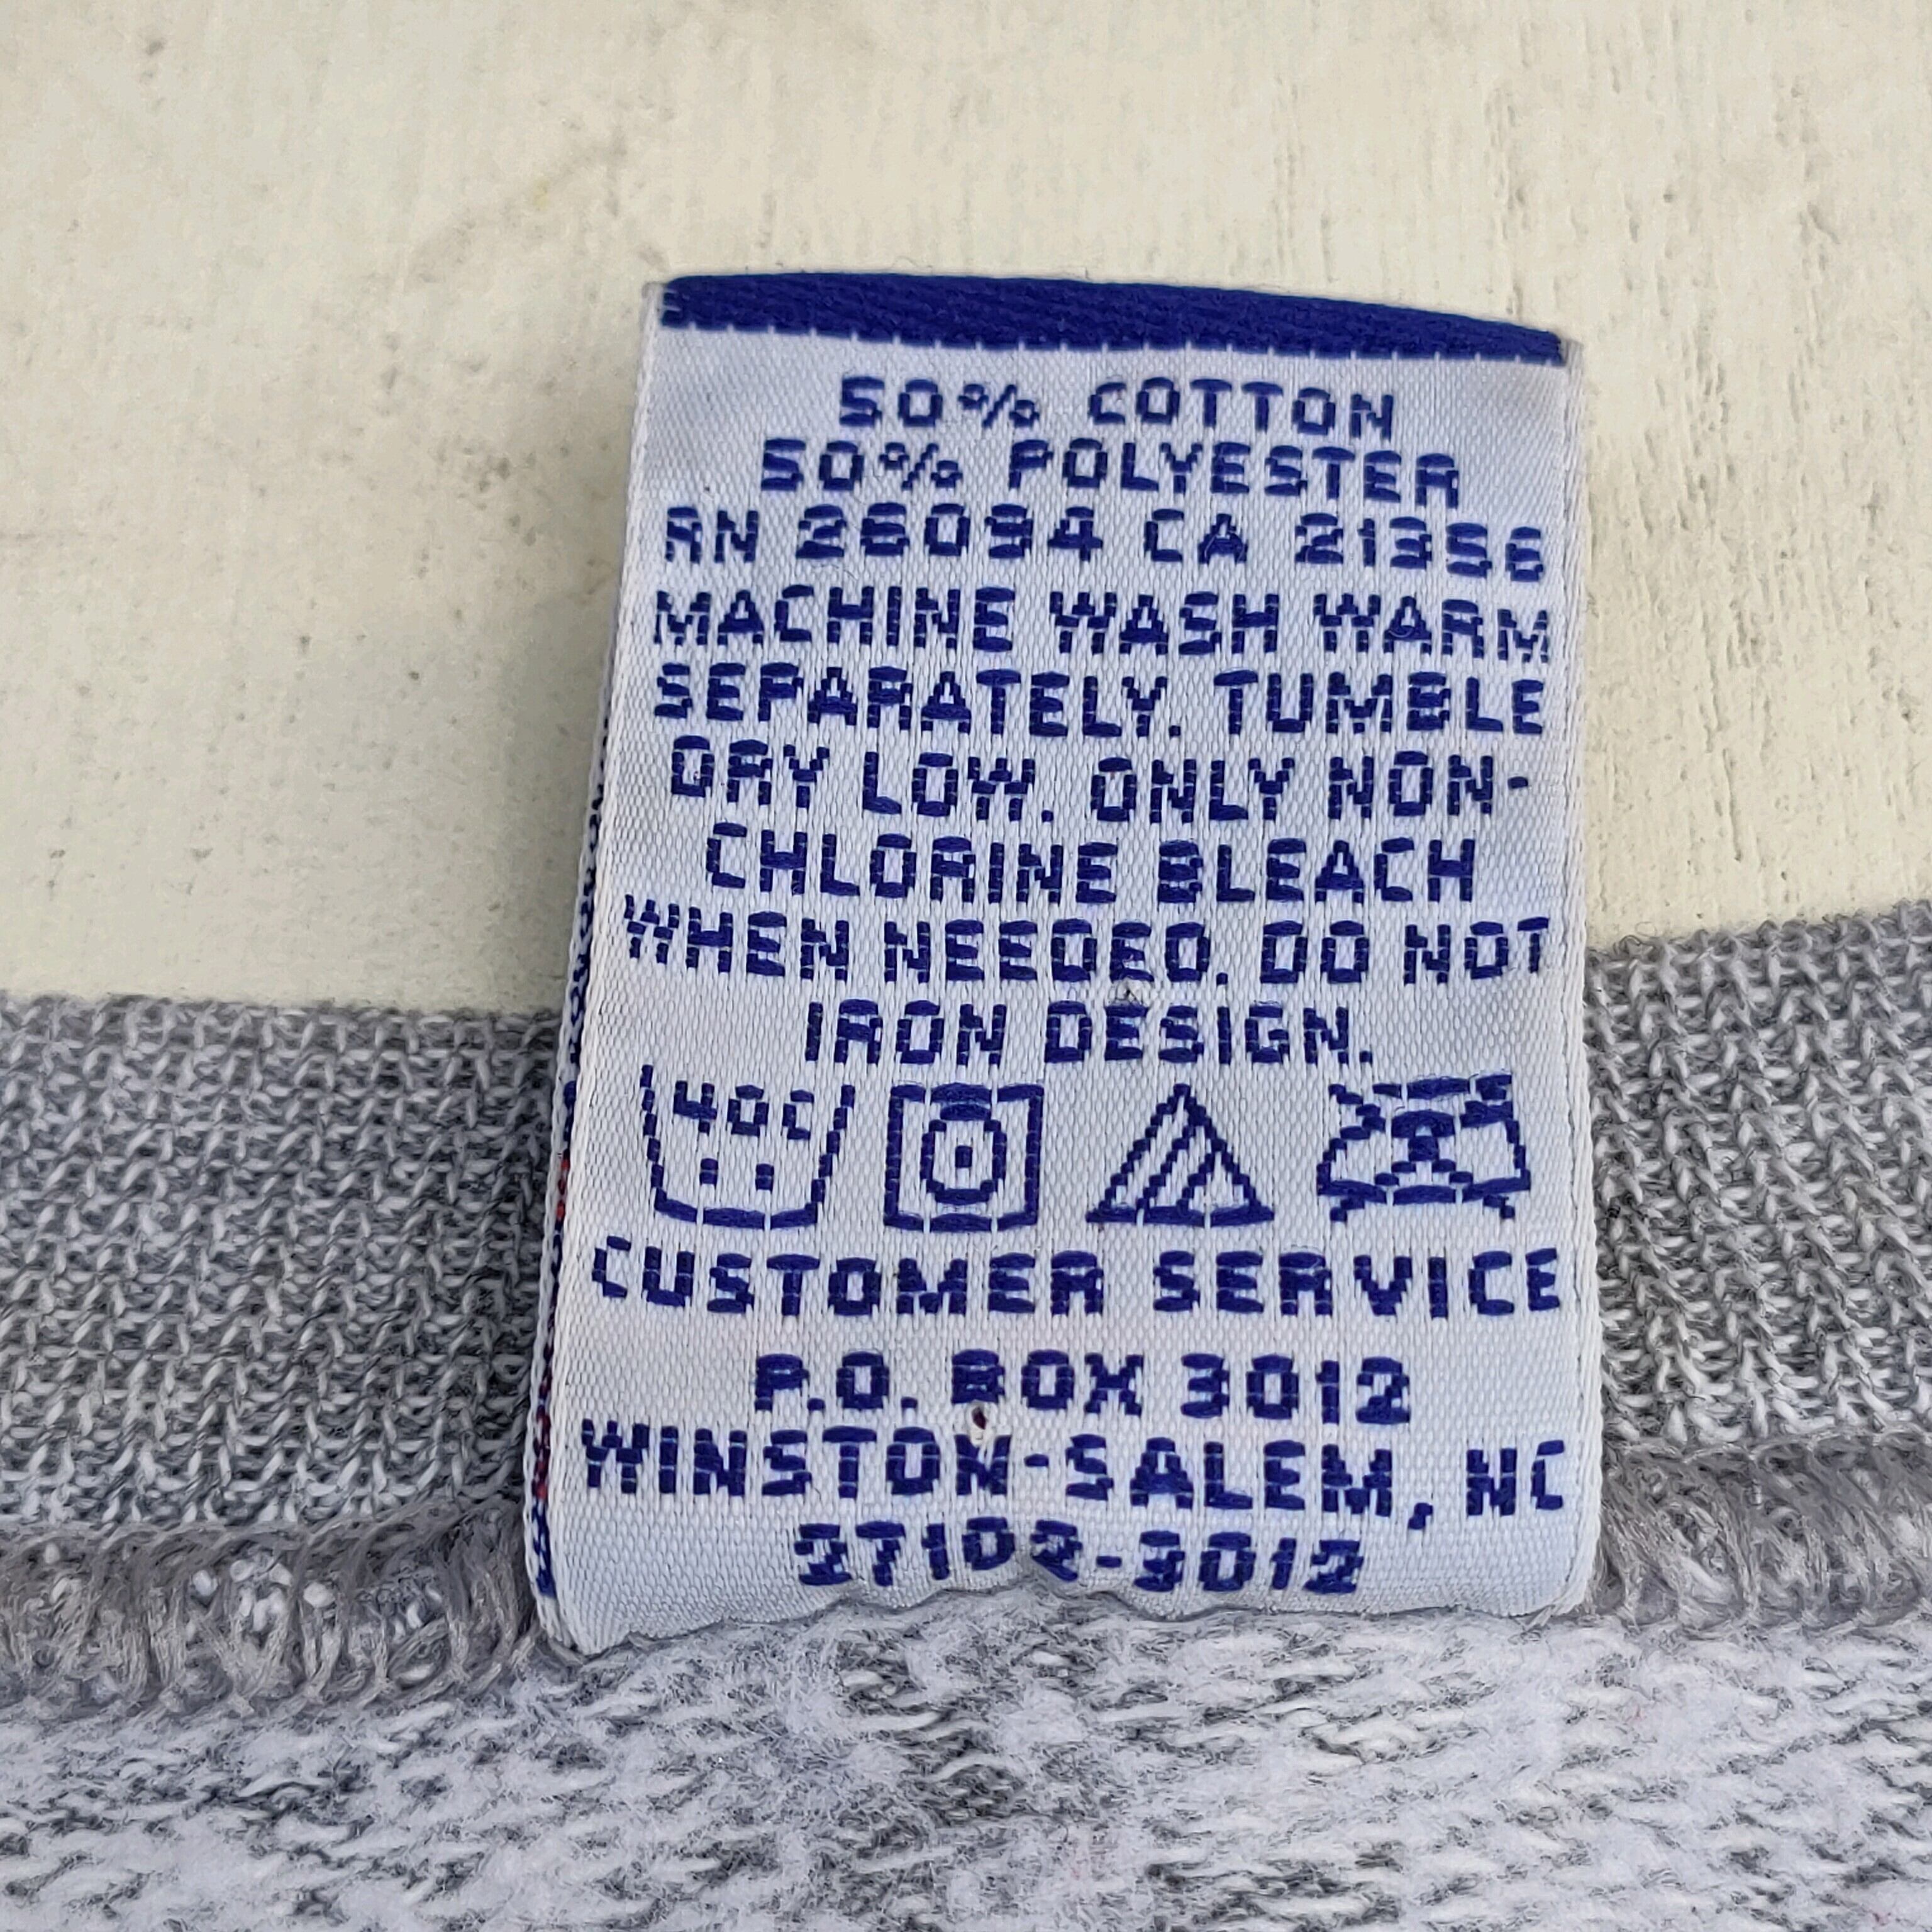 50% COTTON
50% POLYESTER
RN 26094 CA 21356
MACHINE WASH WARM
SEPARATELY. TUMBLE
DRY LOW. ONLY NON-
CHLORINE BLEACH
WHEN NEEDED. DO NOT
IRON DESIGN.
40C
CUSTOMER SERVICE
P.O. BOX 3012
WINSTON-SALEM, NC
27102-3012